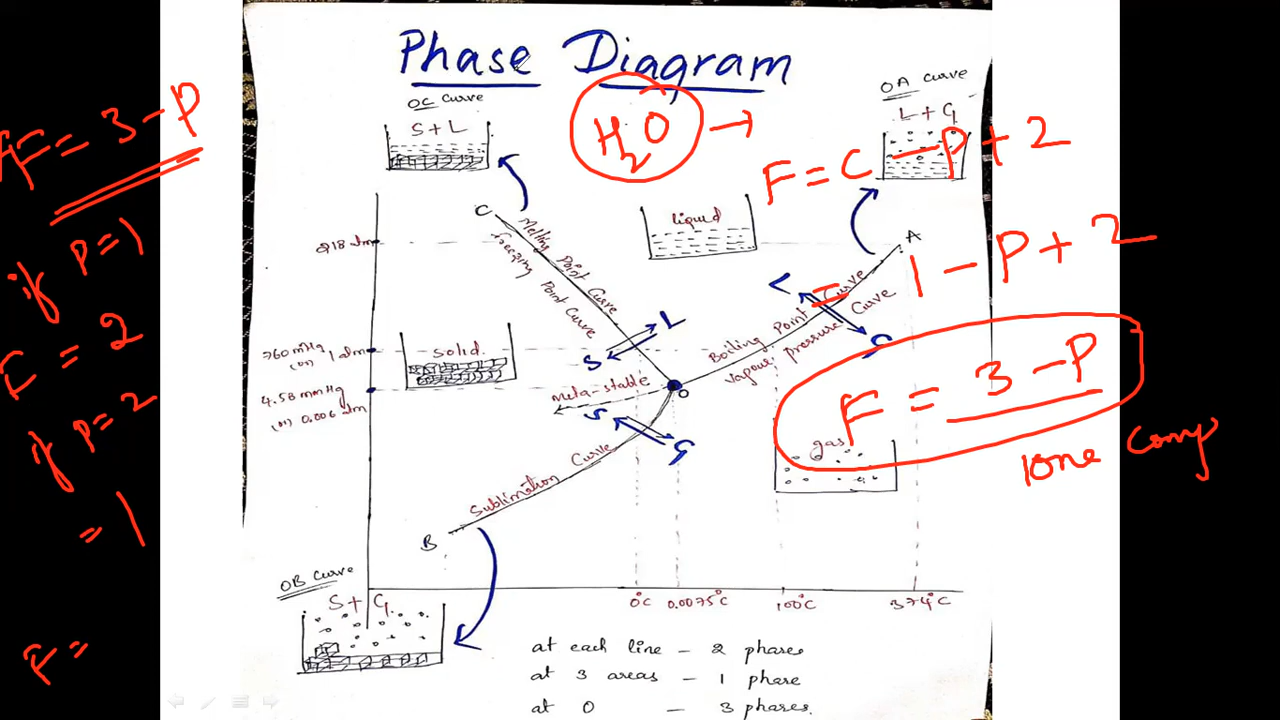 Phase Diagram
OC curve
S+L
H2O →
OA curve
L+G
F = C - P + 2
F = 3 - P
if P = 1
F = 2
if P = 2
= 1
F =
C
Melting Point Curve
freezing Point Curve
liquid
A
1 - P + 2
218 atm
L
S
L
G
Boiling Point Curve
Vapour pressure Curve
760 mmHg
(or) 1 atm
solid
4.58 mmHg
(or) 0.006 atm
Meta-stable
O
F = 3 - P
one comp
gas
S
G
Sublimation Curve
B
OB curve
S+G
0°C
0.0075°C
100°C
374°C
at each line - 2 phases
at 3 areas - 1 phase
at O - 3 phases.